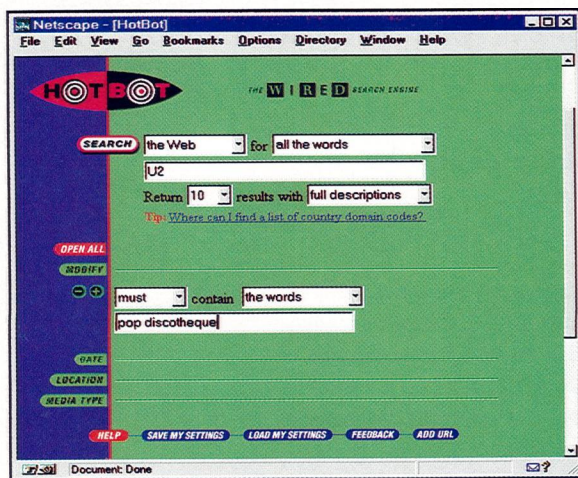 Netscape - [HotBot]
File Edit View Go Bookmarks Options Directory Window Help
HOTBOT THE WIRED SEARCH ENGINE
SEARCH the Web for all the words
U2
Return 10 results with full descriptions
Tip: Where can I find a list of country domain codes?
OPEN ALL
MODIFY
must contain the words
pop discotheque
DATE
LOCATION
MEDIA TYPE
HELP SAVE MY SETTINGS LOAD MY SETTINGS FEEDBACK ADD URL
Document: Done